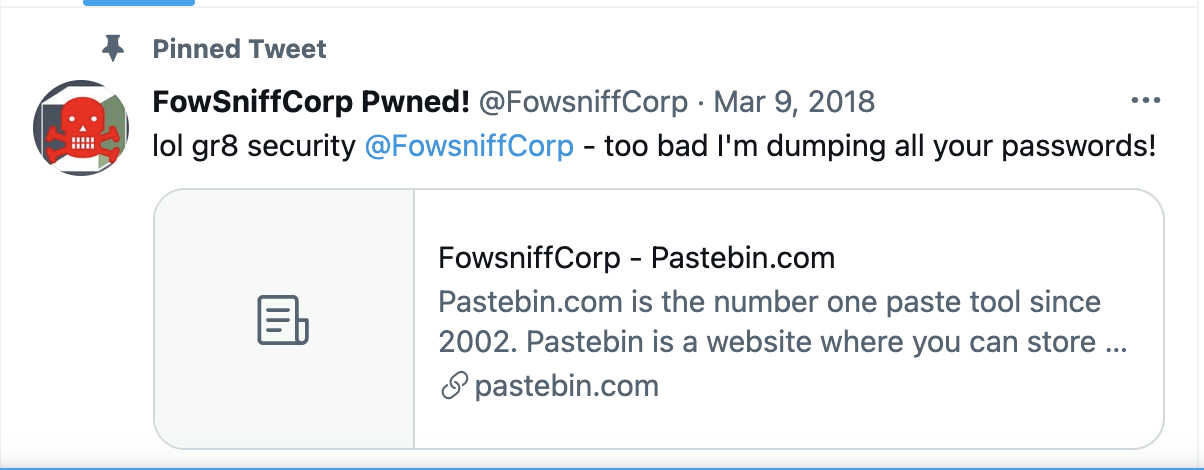 Pinned Tweet
FowSniffCorp Pwned! @FowsniffCorp · Mar 9, 2018
lol gr8 security @FowsniffCorp - too bad I'm dumping all your passwords!
FowsniffCorp - Pastebin.com
Pastebin.com is the number one paste tool since
2002. Pastebin is a website where you can store ...
pastebin.com